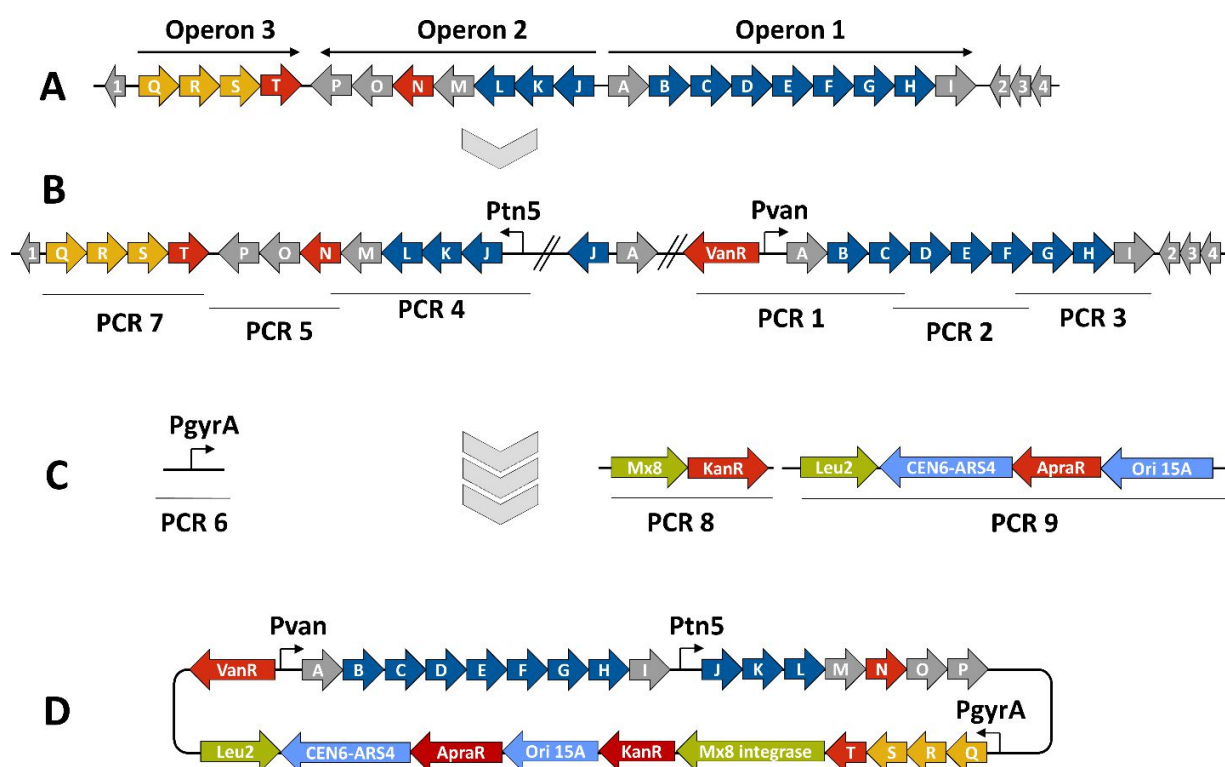 Operon 3 Operon 2 Operon 1
A 1 Q R S T P O N M L K J A B C D E F G H I 2 3 4
B
Ptn5 Pvan
1 Q R S T P O N M L K J J A VanR A B C D E F G H I 2 3 4
PCR 7 PCR 5 PCR 4 PCR 1 PCR 2 PCR 3
PgyrA
C Mx8 KanR Leu2 CEN6-ARS4 ApraR Ori 15A
PCR 6 PCR 8 PCR 9
Pvan Ptn5
VanR A B C D E F G H I J K L M N O P
D PgyrA
Leu2 CEN6-ARS4 ApraR Ori 15A KanR Mx8 integrase T S R Q